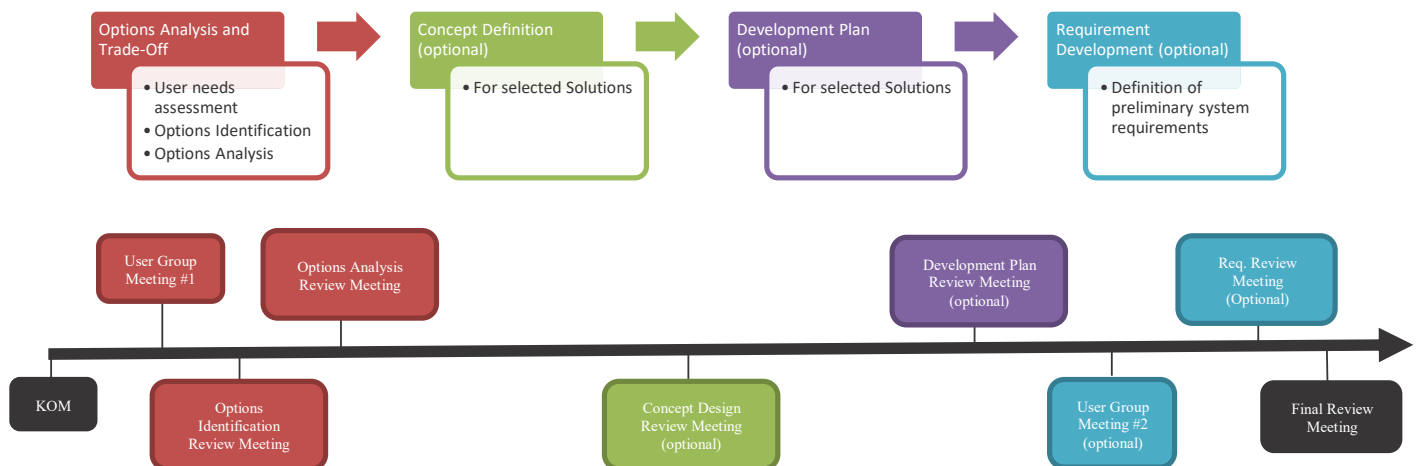 Options Analysis and
Trade-Off
• User needs
assessment
• Options Identification
• Options Analysis
Concept Definition
(optional)
• For selected Solutions
Development Plan
(optional)
• For selected Solutions
Requirement
Development (optional)
• Definition of
preliminary system
requirements
User Group
Meeting #1
Options Analysis
Review Meeting
Development Plan
Review Meeting
(optional)
Req. Review
Meeting
(Optional)
KOM
Options
Identification
Review Meeting
Concept Design
Review Meeting
(optional)
User Group
Meeting #2
(optional)
Final Review
Meeting